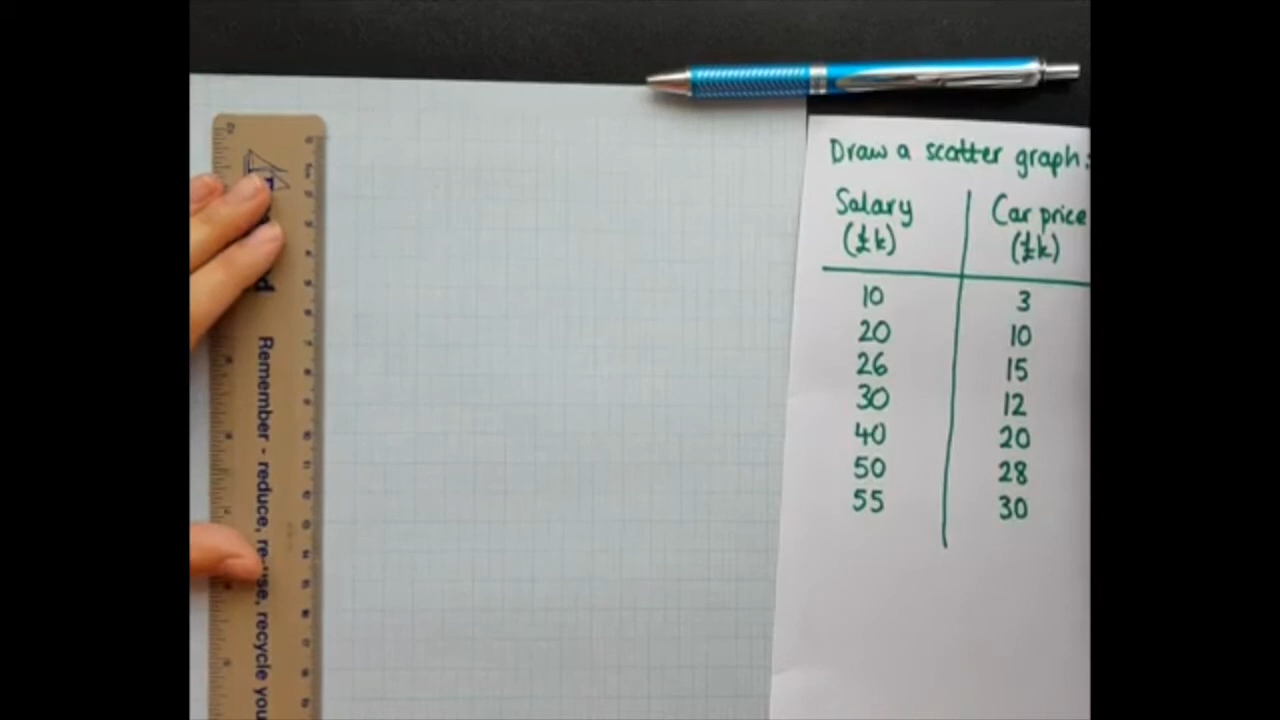 Draw a scatter graph:
Salary Car price
(£k) (£k)
10 3
20 10
26 15
30 12
40 20
50 28
55 30
Remember - reduce, re-use, recycle you